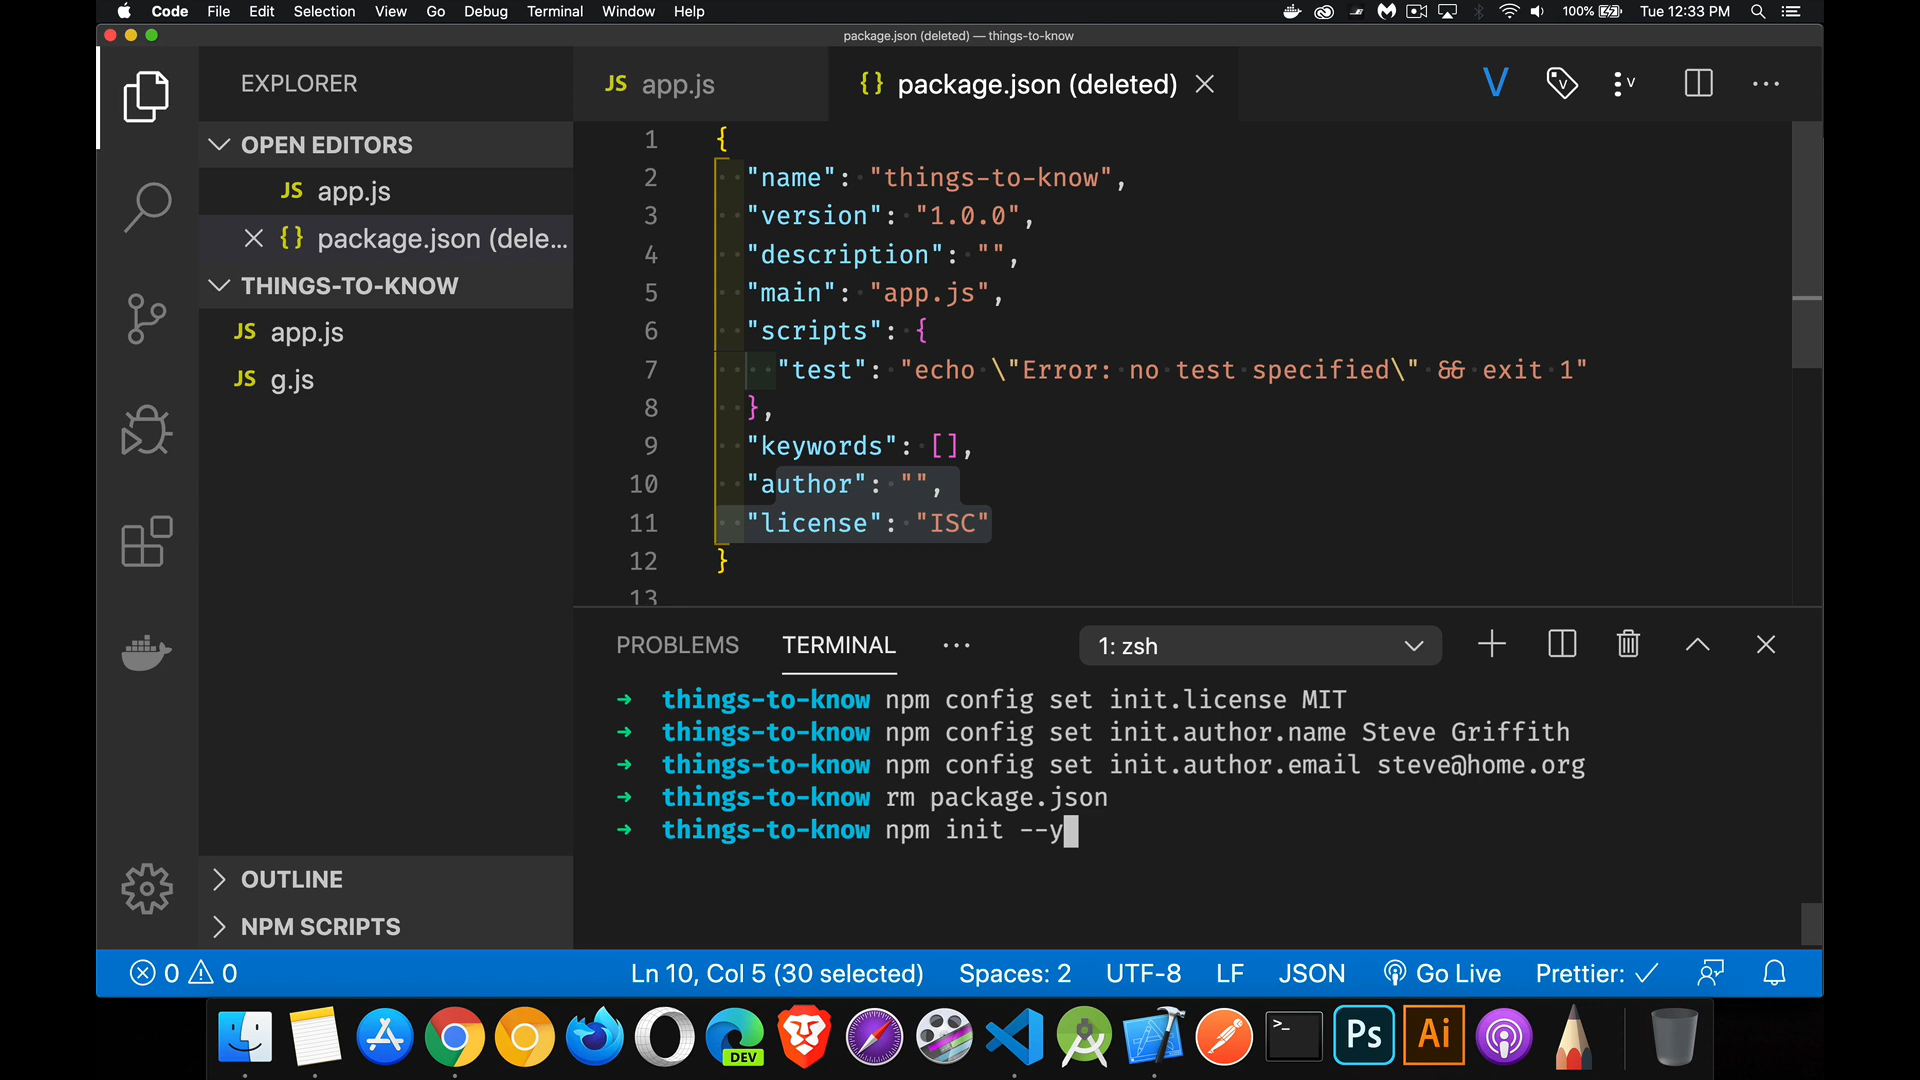 Code File Edit Selection View Go Debug Terminal Window Help 100% Tue 12:33 PM
package.json (deleted) — things-to-know
EXPLORER
OPEN EDITORS
JS app.js
{} package.json (dele...
THINGS-TO-KNOW
JS app.js
JS g.js
OUTLINE
NPM SCRIPTS
JS app.js
{} package.json (deleted)
1 {
2 "name": "things-to-know",
3 "version": "1.0.0",
4 "description": "",
5 "main": "app.js",
6 "scripts": {
7 "test": "echo \"Error: no test specified\" && exit 1"
8 },
9 "keywords": [],
10 "author": "",
11 "license": "ISC"
12 }
13
PROBLEMS TERMINAL ··· 1: zsh
➜ things-to-know npm config set init.license MIT
➜ things-to-know npm config set init.author.name Steve Griffith
➜ things-to-know npm config set init.author.email steve@home.org
➜ things-to-know rm package.json
➜ things-to-know npm init --y
0 0 Ln 10, Col 5 (30 selected) Spaces: 2 UTF-8 LF JSON Go Live Prettier: ✓
DEV >_ Ps Ai